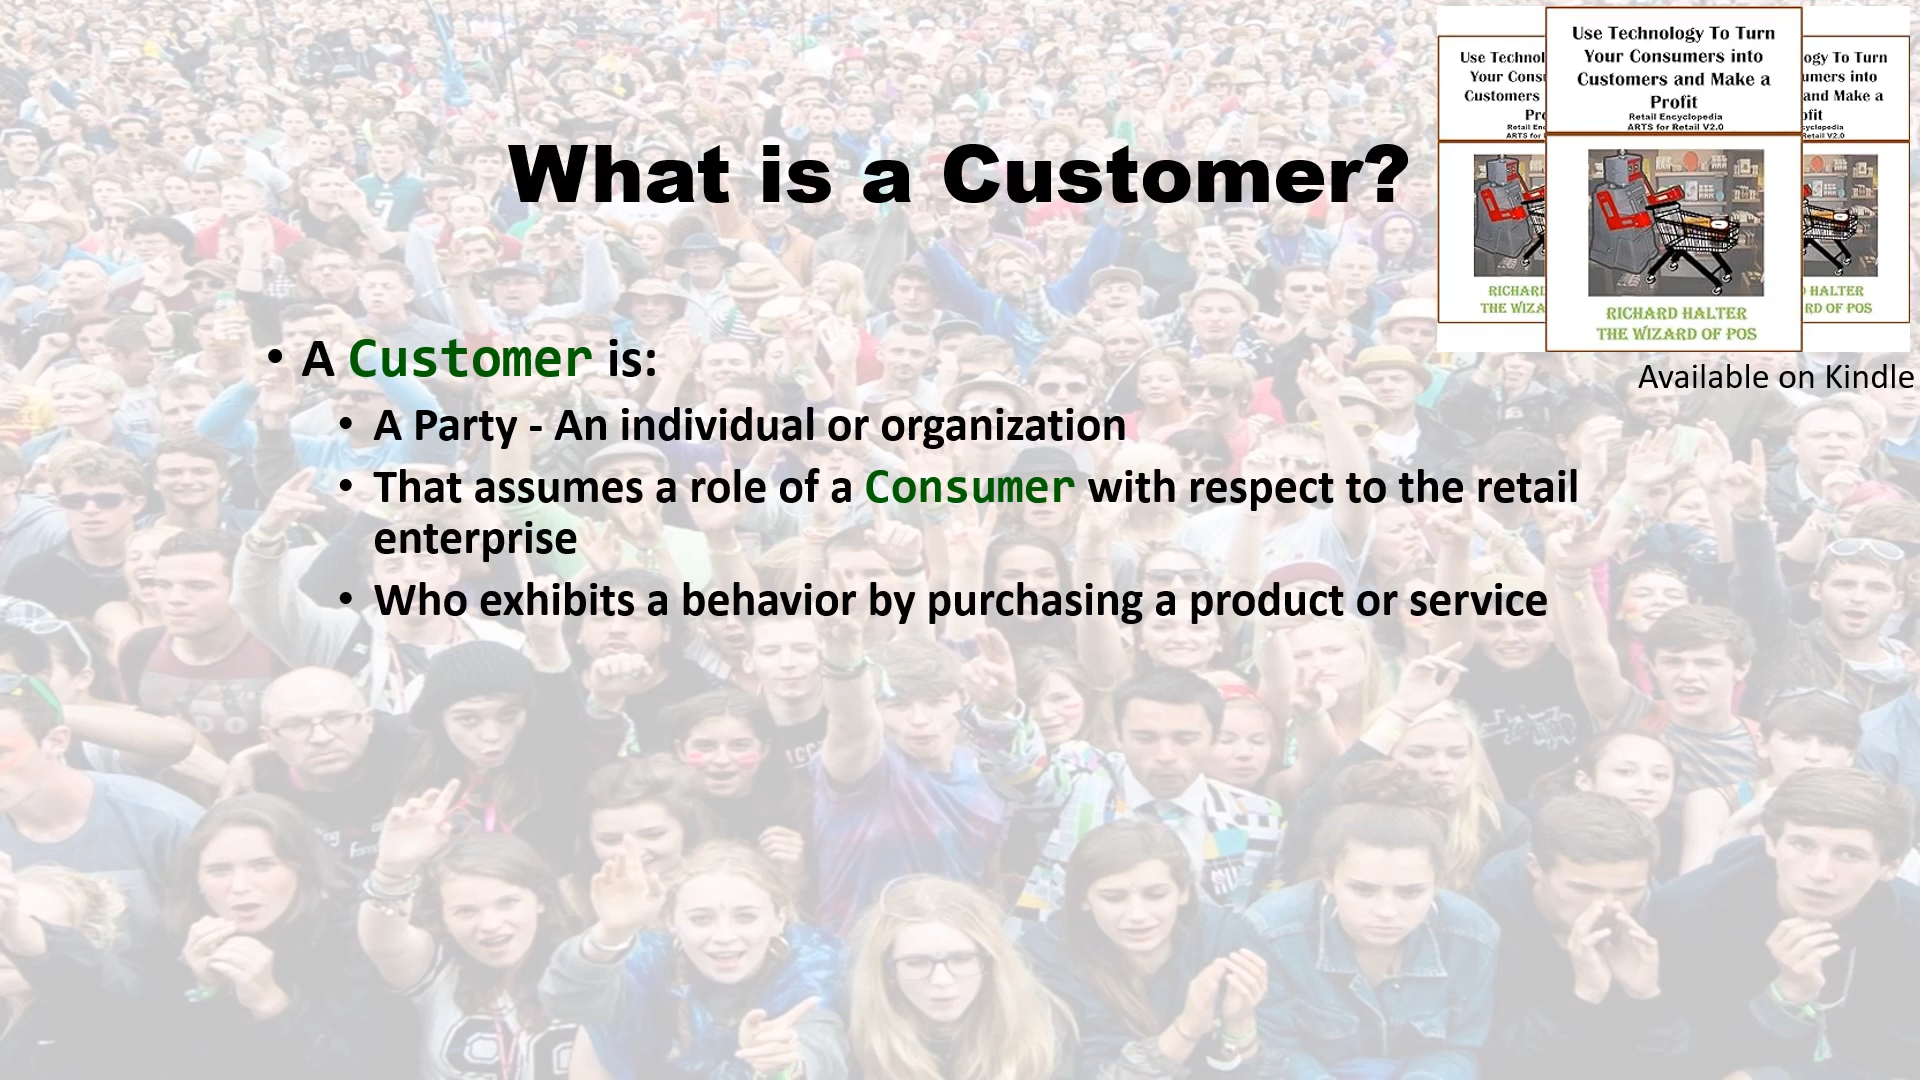 What is a Customer?
• A Customer is:
• A Party - An individual or organization
• That assumes a role of a Consumer with respect to the retail
enterprise
• Who exhibits a behavior by purchasing a product or service
Use Technology To Turn
Your Consumers into
Customers and Make a
Profit
Retail Encyclopedia
ARTS for Retail V2.0
RICHARD HALTER
THE WIZARD OF POS
Available on Kindle